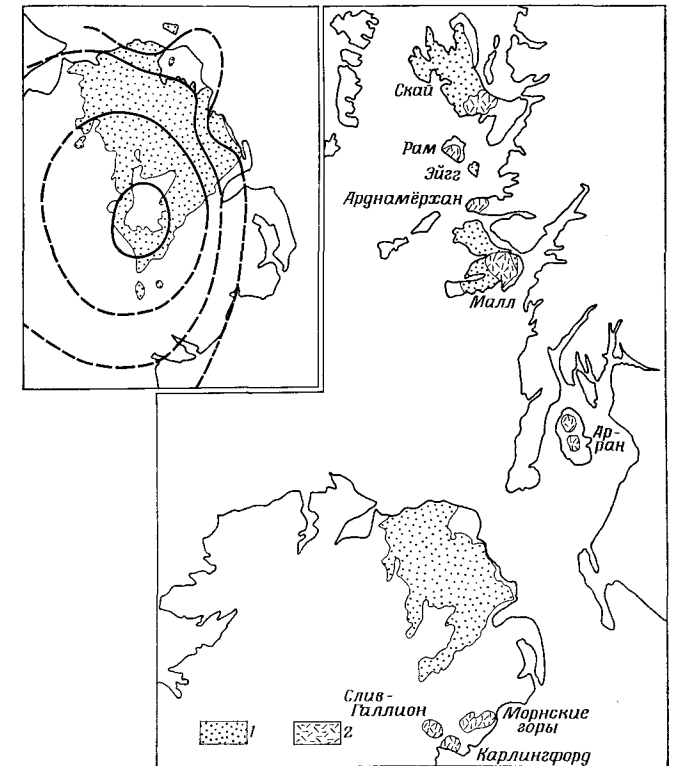 Скай
Рам
Эйгг
Арднамёрхан
Малл
Ар-
ран
Слив-
Галлион
Морнские
горы
1
2
Карлингфорд